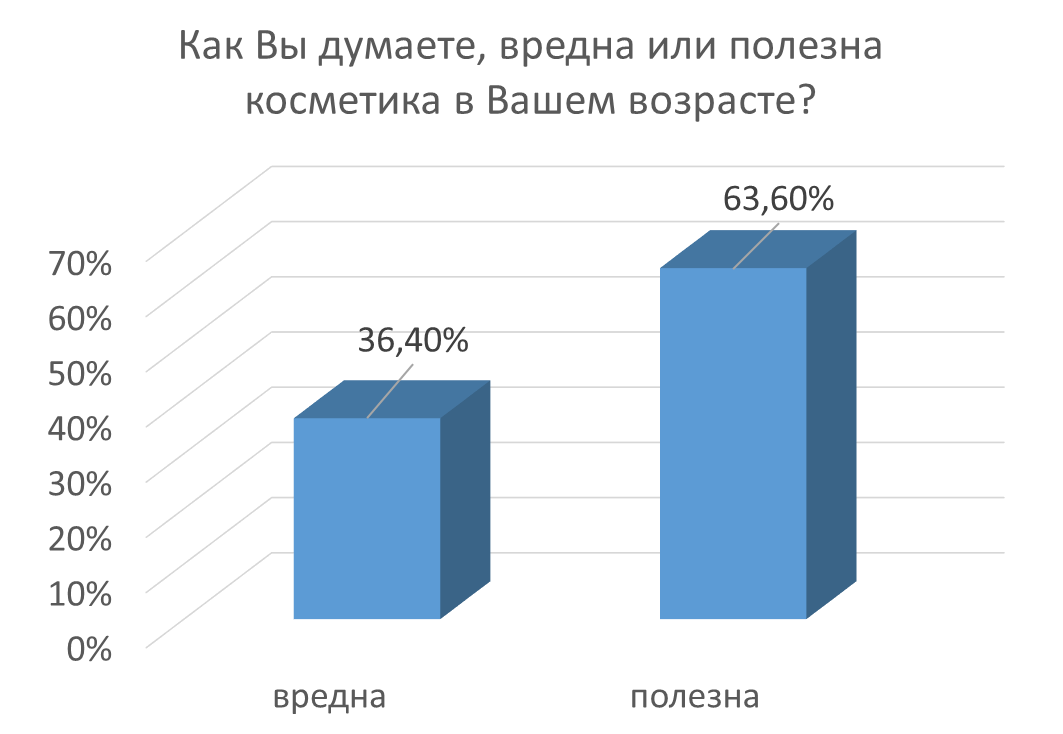 Как Вы думаете, вредна или полезна
косметика в Вашем возрасте?
63,60%
36,40%
70%
60%
50%
40%
30%
20%
10%
0%
вредна
полезна